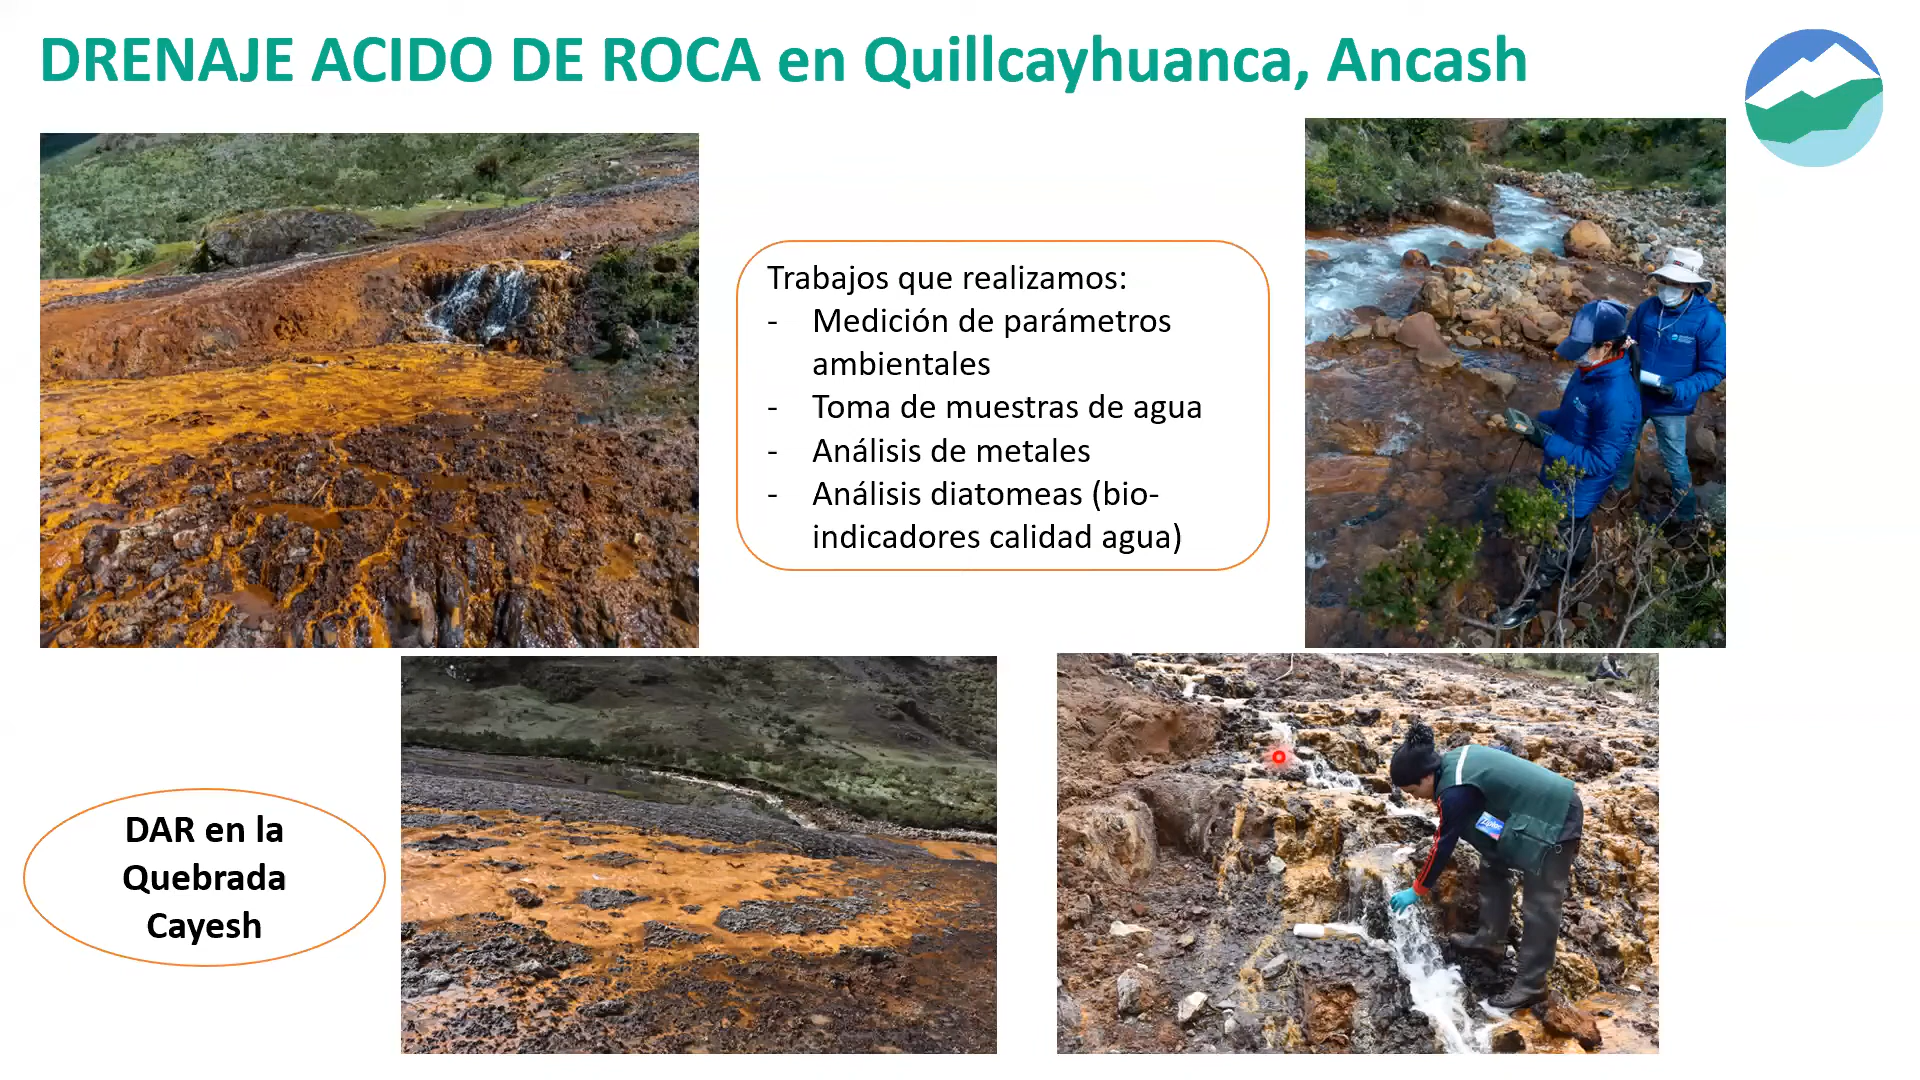 DRENAJE ACIDO DE ROCA en Quillcayhuanca, Ancash
Trabajos que realizamos:
- Medición de parámetros
ambientales
- Toma de muestras de agua
- Análisis de metales
- Análisis diatomeas (bio-
indicadores calidad agua)
DAR en la
Quebrada
Cayesh